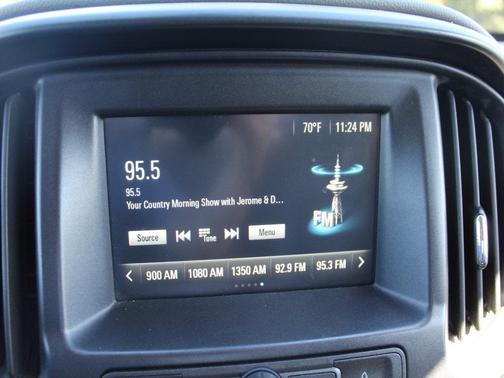 70°F 11:24 PM
95.5
95.5
Your Country Morning Show with Jerome & D...
FM
Source Tone Menu
900 AM 1080 AM 1350 AM 92.9 FM 95.3 FM